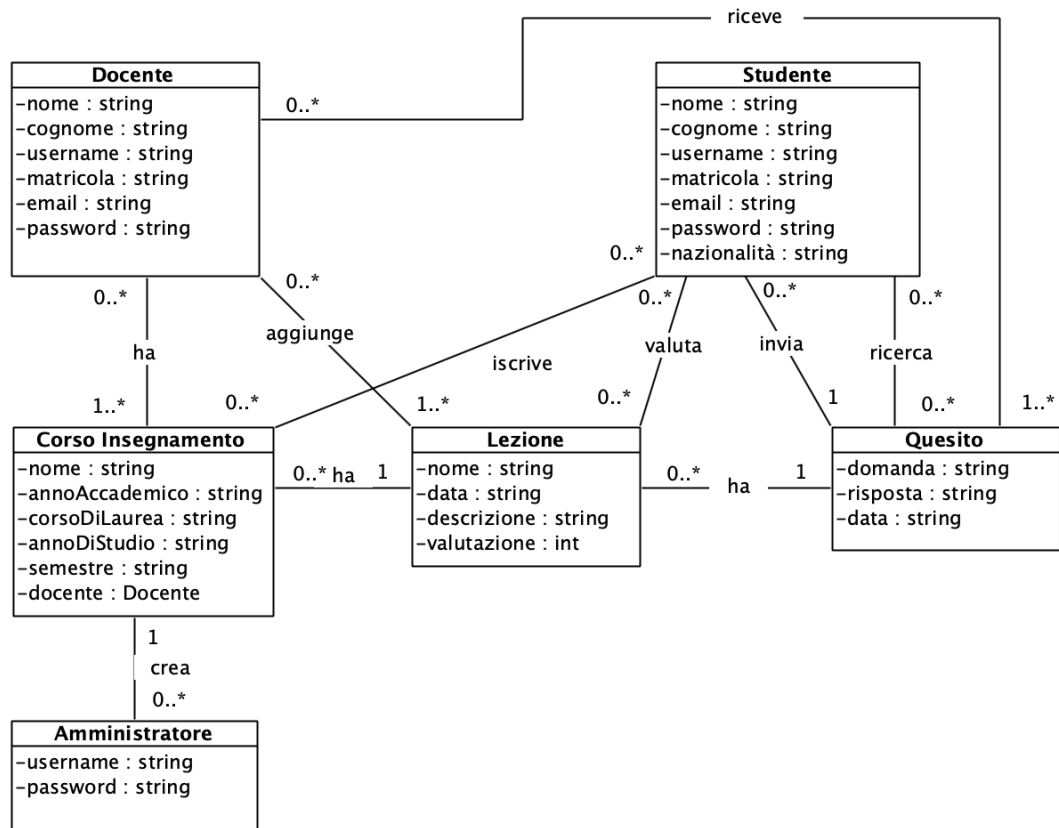 riceve
Docente
-nome : string
-cognome : string
-username : string
-matricola : string
-email : string
-password : string
0..*
Studente
-nome : string
-cognome : string
-username : string
-matricola : string
-email : string
-password : string
-nazionalità : string
0..*
0..*
0..*
0..*
0..*
0..*
ha
aggiunge
iscrive
valuta
invia
ricerca
1..*
0..*
1..*
0..*
1
0..*
1..*
Corso Insegnamento
-nome : string
-annoAccademico : string
-corsoDiLaurea : string
-annoDiStudio : string
-semestre : string
-docente : Docente
0..* ha 1
Lezione
-nome : string
-data : string
-descrizione : string
-valutazione : int
0..* ha 1
Quesito
-domanda : string
-risposta : string
-data : string
1
crea
0..*
Amministratore
-username : string
-password : string